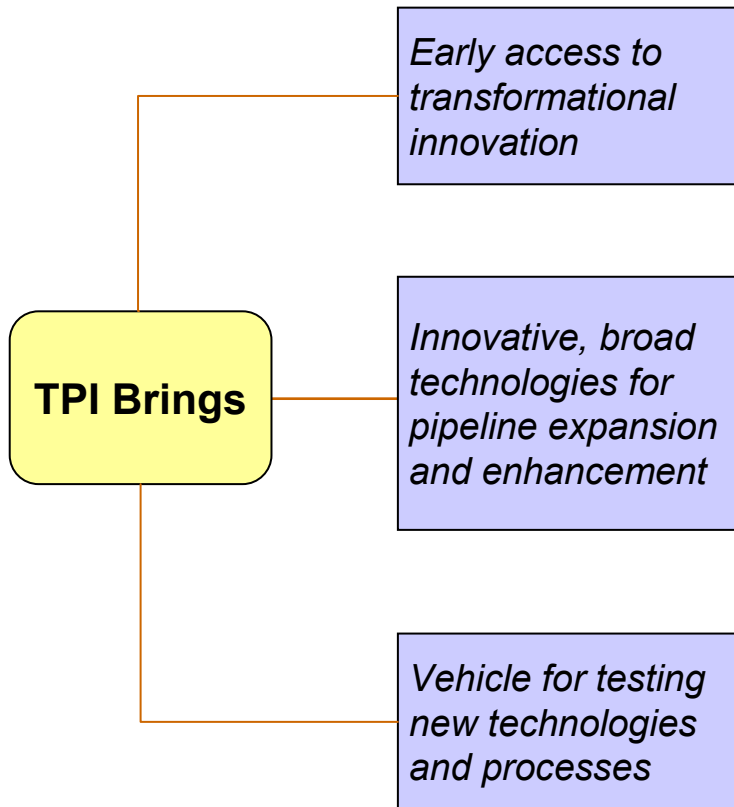 Early access to
transformational
innovation
TPI Brings
Innovative, broad
technologies for
pipeline expansion
and enhancement
Vehicle for testing
new technologies
and processes